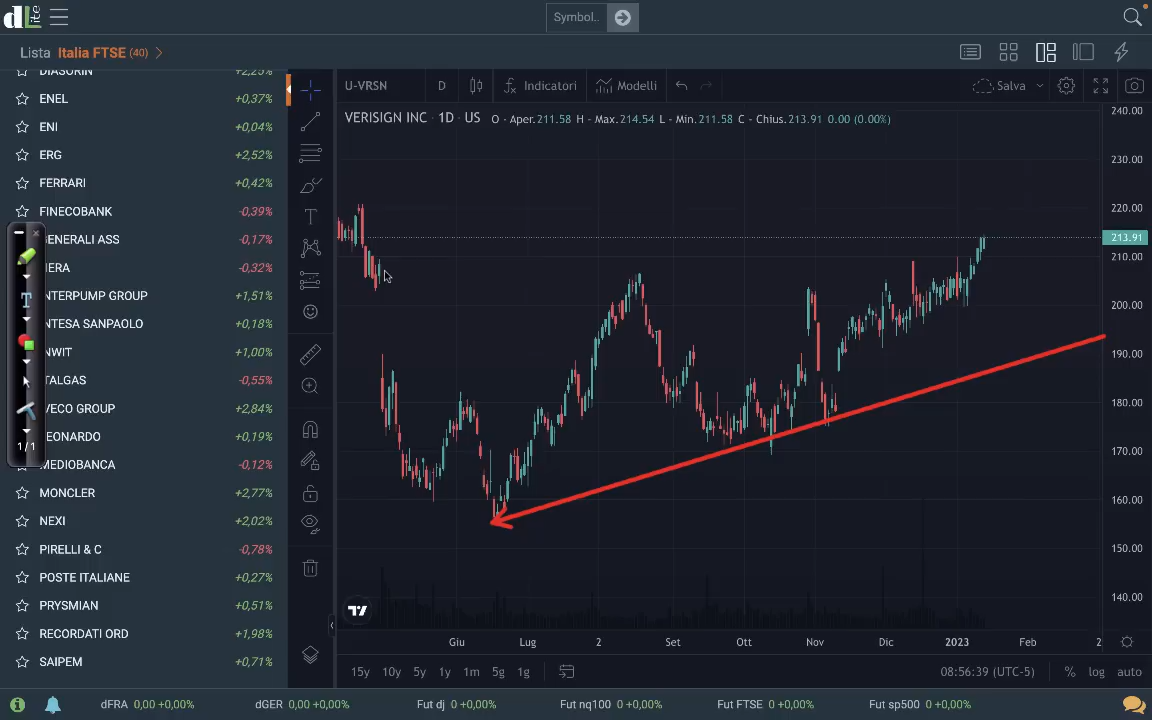 dLite
Symbol..
Lista Italia FTSE (40)
DIASORIN +2,25%
ENEL +0,37%
ENI +0,04%
ERG +2,52%
FERRARI +0,42%
FINECOBANK -0,39%
GENERALI ASS -0,17%
HERA -0,32%
INTERPUMP GROUP +1,51%
INTESA SANPAOLO +0,18%
INWIT +1,00%
ITALGAS -0,55%
IVECO GROUP +2,84%
LEONARDO +0,19%
MEDIOBANCA -0,12%
MONCLER +2,77%
NEXI +2,02%
PIRELLI & C -0,78%
POSTE ITALIANE +0,27%
PRYSMIAN +0,51%
RECORDATI ORD +1,98%
SAIPEM +0,71%
T
1/1
U-VRSN D Indicatori Modelli Salva
VERISIGN INC · 1D · US O - Aper.211.58 H - Max.214.54 L - Min.211.58 C - Chius.213.91 0.00 (0.00%)
240.00
230.00
220.00
213.91
210.00
200.00
190.00
180.00
170.00
160.00
150.00
140.00
Giu Lug 2 Set Ott Nov Dic 2023 Feb 2
15y 10y 5y 1y 1m 5g 1g 08:56:39 (UTC-5) % log auto
dFRA 0,00 +0,00% dGER 0,00 +0,00% Fut dj 0 +0,00% Fut nq100 0 +0,00% Fut FTSE 0 +0,00% Fut sp500 0 +0,00%